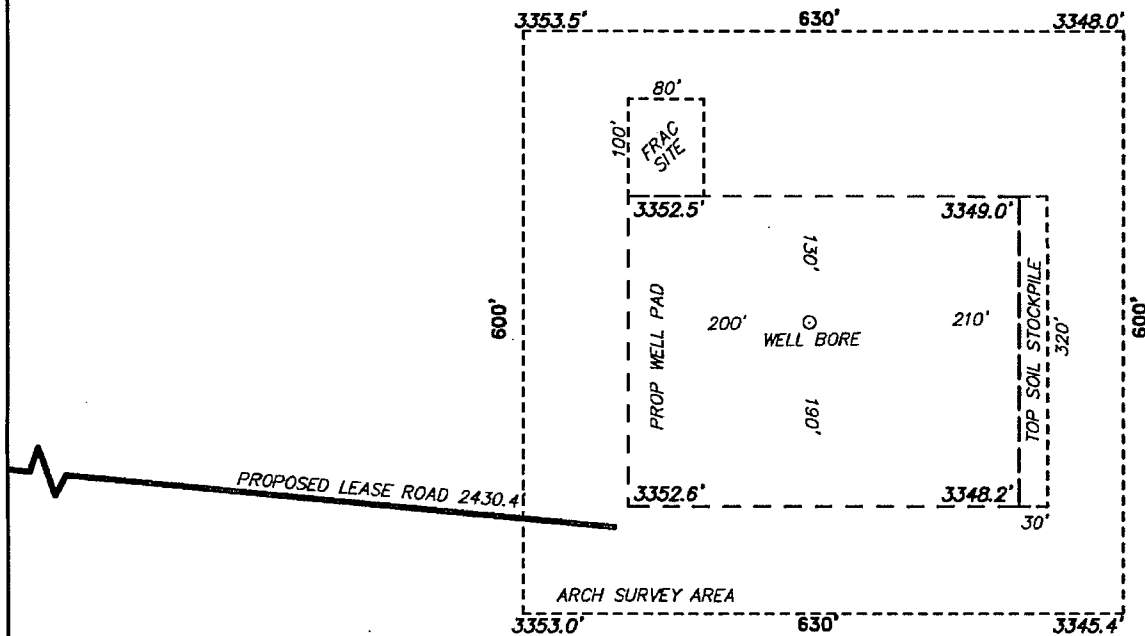 3353.5'
630'
3348.0'
80'
100'
FRAC
SITE
3352.5'
3349.0'
130'
600'
PROP WELL PAD
200'
WELL BORE
210'
TOP SOIL STOCKPILE
320'
600'
190'
PROPOSED LEASE ROAD 2430.4'
3352.6'
3348.2'
30'
ARCH SURVEY AREA
3353.0'
630'
3345.4'